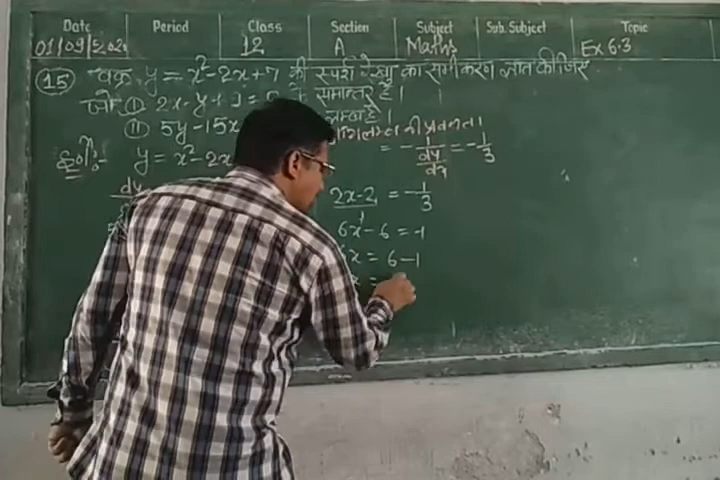 Date Period Class Section Subject Sub. Subject Topic
01/09/2020 12 A Maths Ex 6.3
15 वक्र y = x² - 2x + 7 की स्पर्श रेखा का समीकरण ज्ञात कीजिए
जो (i) 2x - y + 9 = 0 के समान्तर है।
(ii) 5y - 15x लम्ब है।
हल:- y = x² - 2x
= - 1/(dy/dx) = - 1/3
dy
2x - 2 = - 1/3
6x - 6 = -1
6x = 6 - 1
x =